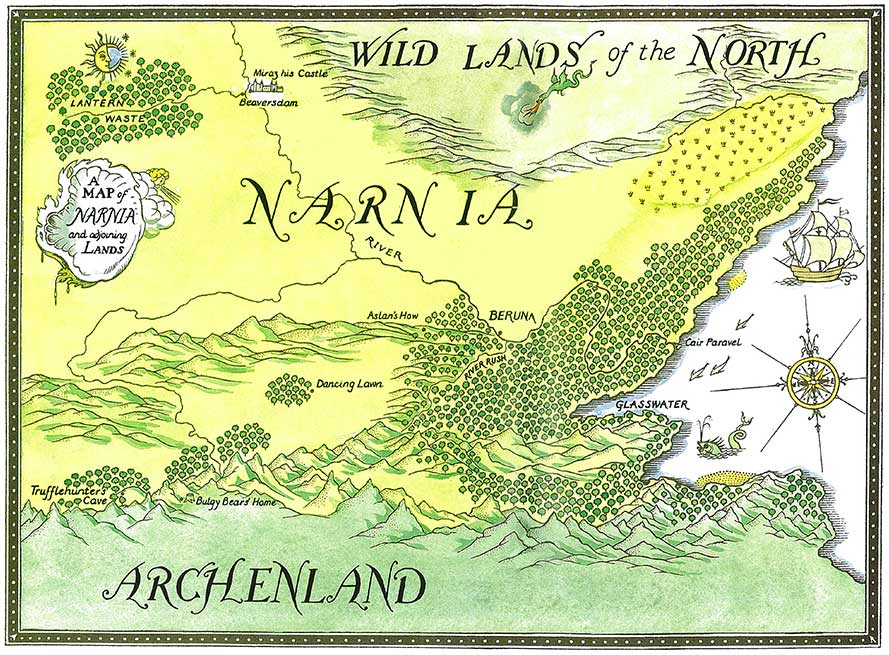 WILD LANDS of the NORTH
Miraz his Castle
Beaversdam
LANTERN
WASTE
A
MAP of
NARNIA
and adjoining
LANDS
NARNIA
RIVER
Aslan's How
BERUNA
RIVER RUSH
Cair Paravel
Dancing Lawn
GLASSWATER
Trufflehunter's
Cave
Bulgy Bears' Home
ARCHENLAND